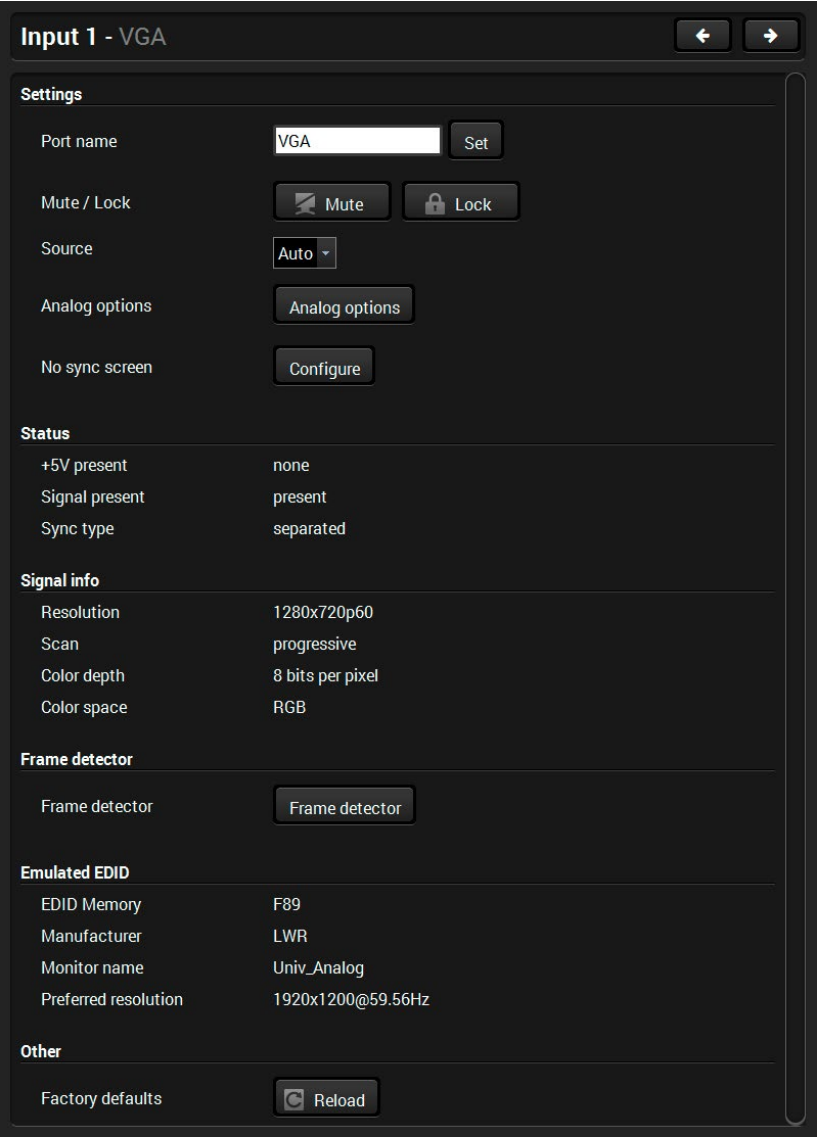 Input 1 - VGA
Settings
Port name VGA Set
Mute / Lock Mute Lock
Source Auto
Analog options Analog options
No sync screen Configure
Status
+5V present none
Signal present present
Sync type separated
Signal info
Resolution 1280x720p60
Scan progressive
Color depth 8 bits per pixel
Color space RGB
Frame detector
Frame detector Frame detector
Emulated EDID
EDID Memory F89
Manufacturer LWR
Monitor name Univ_Analog
Preferred resolution 1920x1200@59.56Hz
Other
Factory defaults Reload